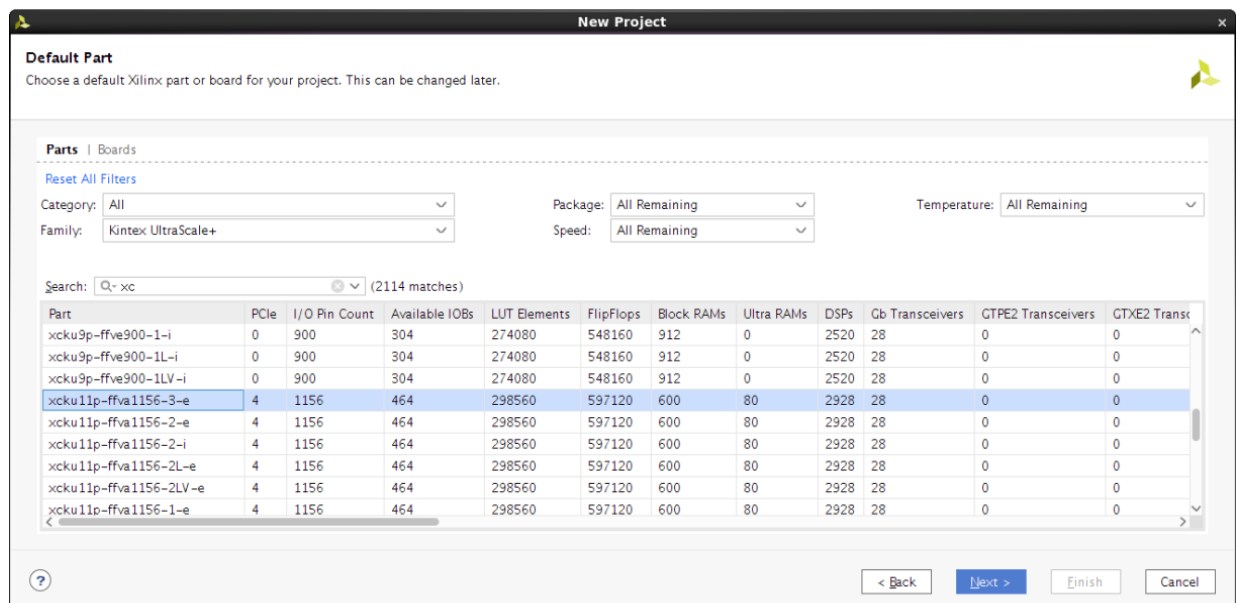 New Project
Default Part
Choose a default Xilinx part or board for your project. This can be changed later.
Parts | Boards
Reset All Filters
Category: All Package: All Remaining Temperature: All Remaining
Family: Kintex UltraScale+ Speed: All Remaining
Search: xc (2114 matches)
Part PCIe I/O Pin Count Available IOBs LUT Elements FlipFlops Block RAMs Ultra RAMs DSPs Gb Transceivers GTPE2 Transceivers GTXE2 Transc
xcku9p-ffve900-1-i 0 900 304 274080 548160 912 0 2520 28 0 0
xcku9p-ffve900-1L-i 0 900 304 274080 548160 912 0 2520 28 0 0
xcku9p-ffve900-1LV-i 0 900 304 274080 548160 912 0 2520 28 0 0
xcku11p-ffva1156-3-e 4 1156 464 298560 597120 600 80 2928 28 0 0
xcku11p-ffva1156-2-e 4 1156 464 298560 597120 600 80 2928 28 0 0
xcku11p-ffva1156-2-i 4 1156 464 298560 597120 600 80 2928 28 0 0
xcku11p-ffva1156-2L-e 4 1156 464 298560 597120 600 80 2928 28 0 0
xcku11p-ffva1156-2LV-e 4 1156 464 298560 597120 600 80 2928 28 0 0
xcku11p-ffva1156-1-e 4 1156 464 298560 597120 600 80 2928 28 0 0
? < Back Next > Finish Cancel